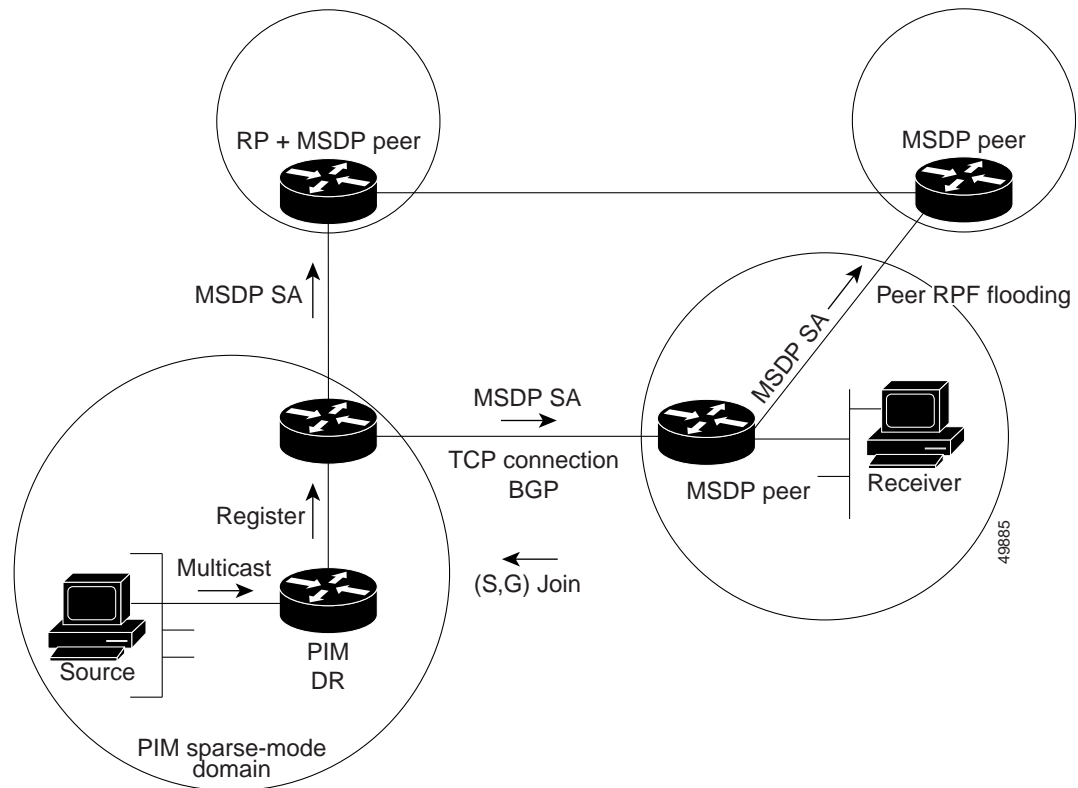 RP + MSDP peer
MSDP peer
MSDP SA
Peer RPF flooding
MSDP SA
MSDP SA
TCP connection
BGP
MSDP peer
Receiver
Register
49885
Multicast
(S,G) Join
Source
PIM
DR
PIM sparse-mode
domain